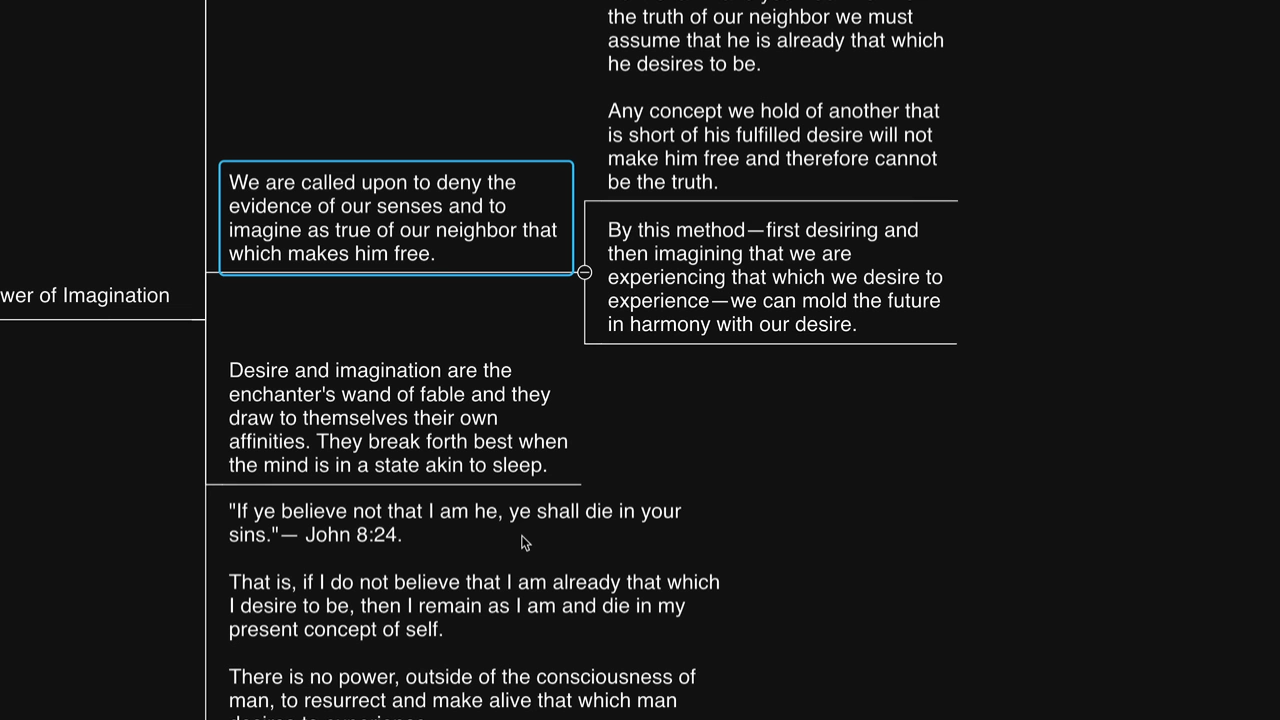 the truth of our neighbor we must
assume that he is already that which
he desires to be.
Any concept we hold of another that
is short of his fulfilled desire will not
make him free and therefore cannot
be the truth.
We are called upon to deny the
evidence of our senses and to
imagine as true of our neighbor that
which makes him free.
By this method—first desiring and
then imagining that we are
experiencing that which we desire to
experience—we can mold the future
in harmony with our desire.
wer of Imagination
Desire and imagination are the
enchanter's wand of fable and they
draw to themselves their own
affinities. They break forth best when
the mind is in a state akin to sleep.
"If ye believe not that I am he, ye shall die in your
sins."— John 8:24.
That is, if I do not believe that I am already that which
I desire to be, then I remain as I am and die in my
present concept of self.
There is no power, outside of the consciousness of
man, to resurrect and make alive that which man